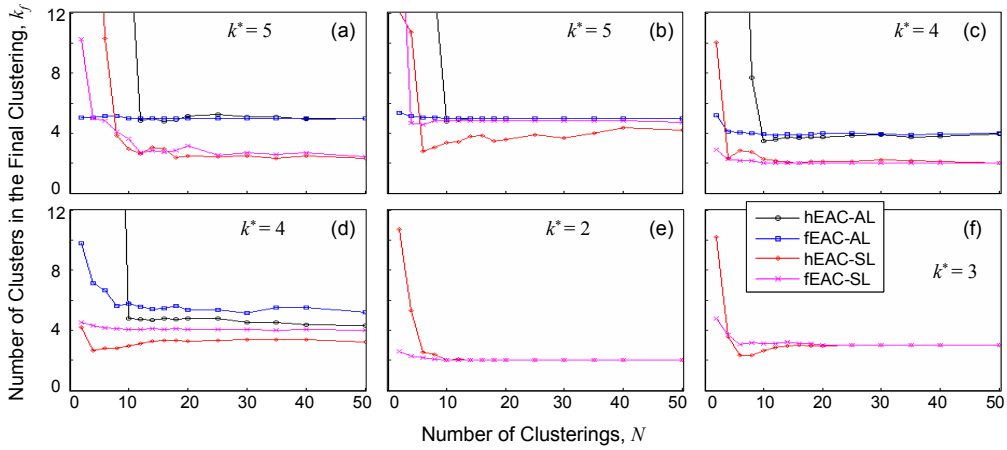 Number of Clusters in the Final Clustering, k_f
12
8
4
0
k* = 5
(a)
k* = 5
(b)
k* = 4
(c)
12
8
4
0
k* = 4
(d)
k* = 2
(e)
k* = 3
(f)
hEAC-AL
fEAC-AL
hEAC-SL
fEAC-SL
0 10 20 30 40 50
0 10 20 30 40 50
0 10 20 30 40 50
Number of Clusterings, N